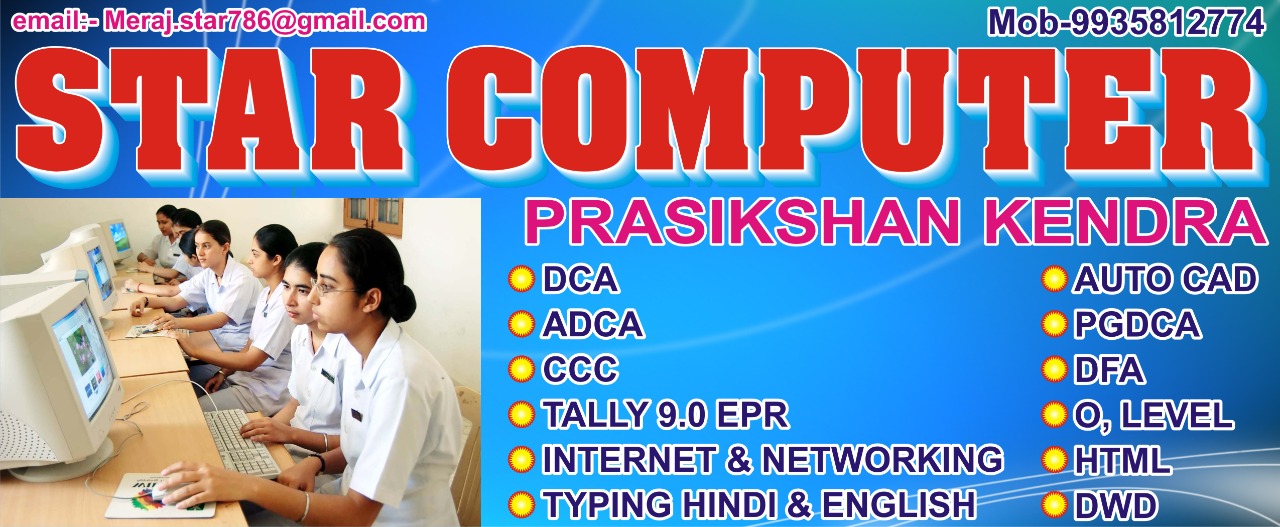 email:- Meraj.star786@gmail.com
Mob-9935812774
STAR COMPUTER
PRASIKSHAN KENDRA
DCA
ADCA
CCC
TALLY 9.0 EPR
INTERNET & NETWORKING
TYPING HINDI & ENGLISH
AUTO CAD
PGDCA
DFA
O, LEVEL
HTML
DWD